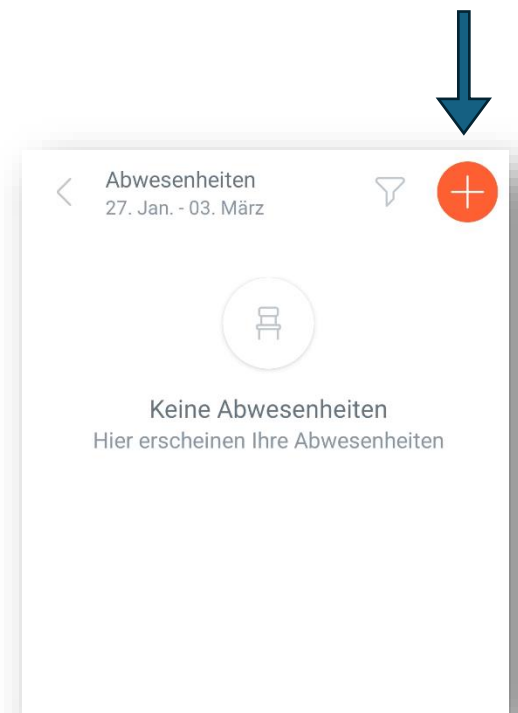 Abwesenheiten
27. Jan. - 03. März
Keine Abwesenheiten
Hier erscheinen Ihre Abwesenheiten